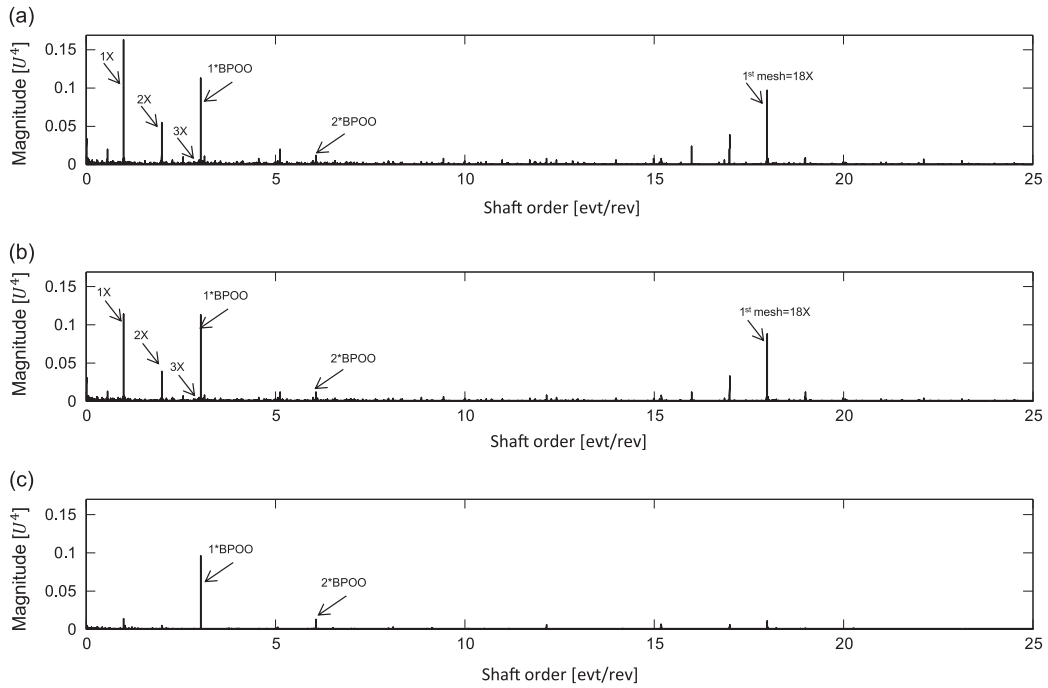 (a)
Magnitude [U⁴]
0.15
0.1
0.05
0
1X
2X
3X
1*BPOO
2*BPOO
1st mesh=18X
0 5 10 15 20 25
Shaft order [evt/rev]
(b)
Magnitude [U⁴]
0.15
0.1
0.05
0
1X
2X
3X
1*BPOO
2*BPOO
1st mesh=18X
0 5 10 15 20 25
Shaft order [evt/rev]
(c)
Magnitude [U⁴]
0.15
0.1
0.05
0
1*BPOO
2*BPOO
0 5 10 15 20 25
Shaft order [evt/rev]